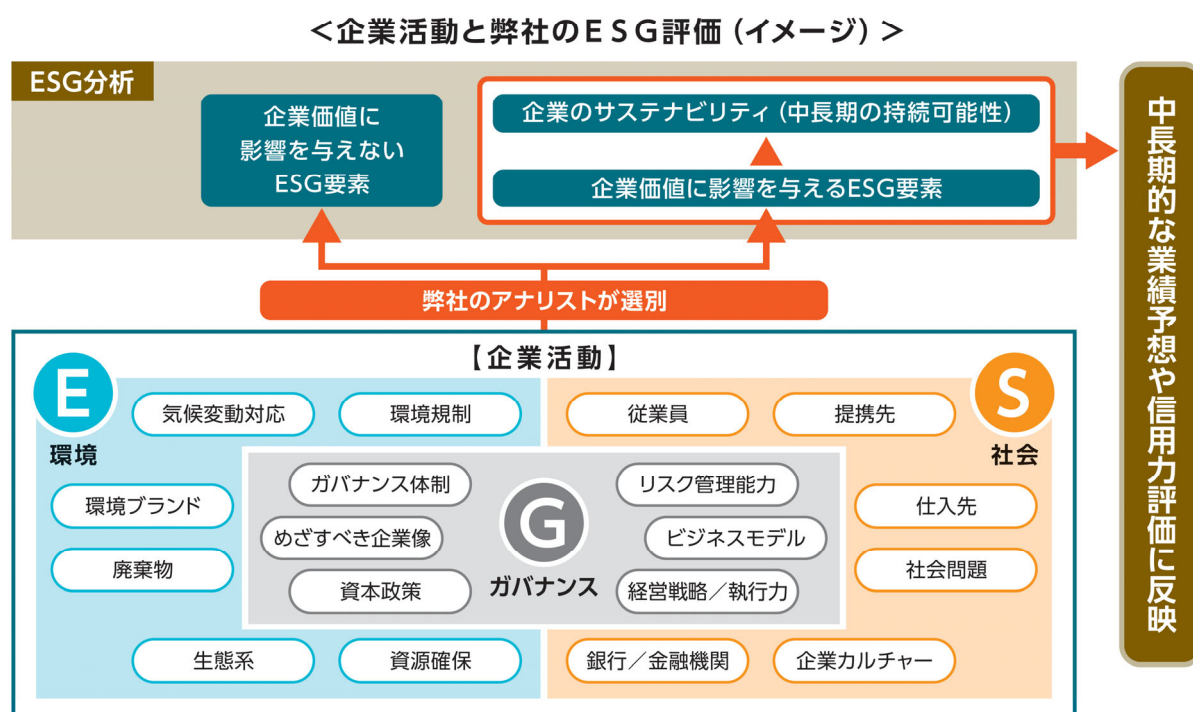 ＜企業活動と弊社のＥＳＧ評価（イメージ）＞
ESG分析
企業価値に
影響を与えない
ESG要素
企業のサステナビリティ（中長期の持続可能性）
企業価値に影響を与えるESG要素
中長期的な業績予想や信用力評価に反映
弊社のアナリストが選別
【企業活動】
E
環境
気候変動対応
環境規制
従業員
提携先
S
社会
環境ブランド
廃棄物
ガバナンス体制
めざすべき企業像
資本政策
G
ガバナンス
リスク管理能力
ビジネスモデル
経営戦略／執行力
仕入先
社会問題
生態系
資源確保
銀行／金融機関
企業カルチャー